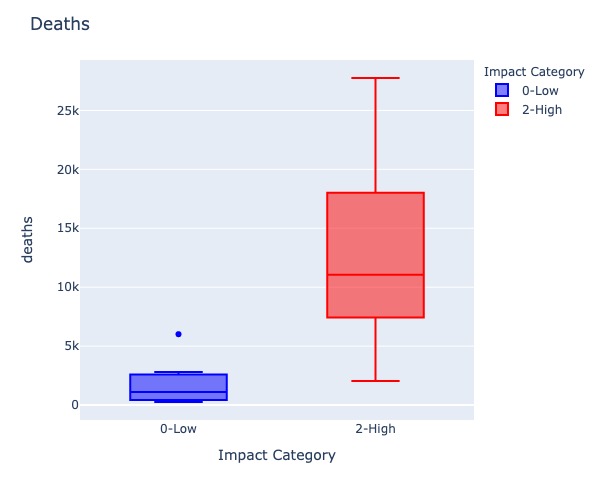 Deaths
Impact Category
0-Low
2-High
25k
20k
15k
10k
5k
0
deaths
0-Low
2-High
Impact Category